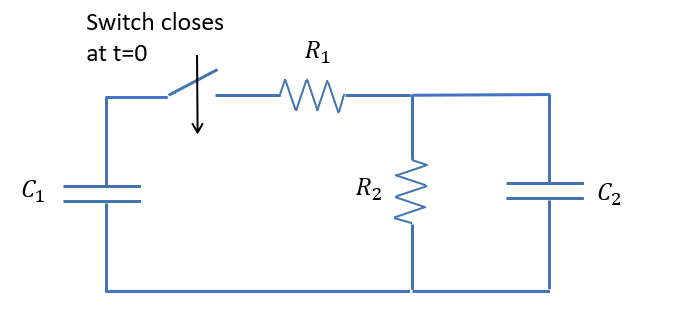 Switch closes
at t=0
R₁
C₁
R₂
C₂